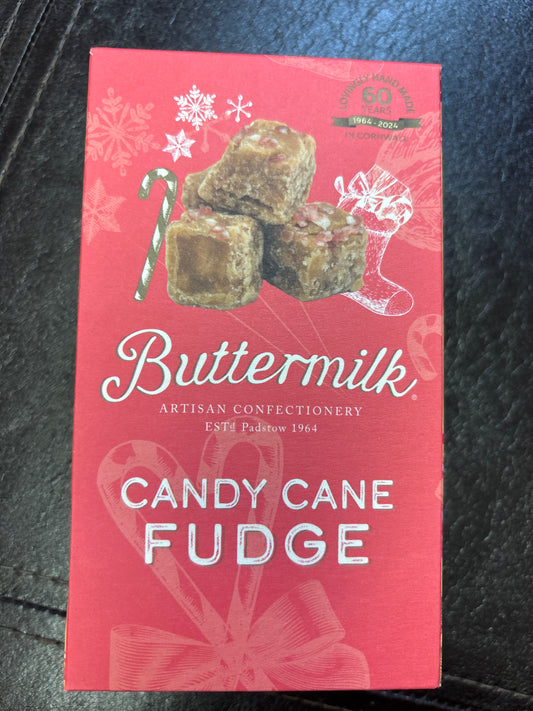 LOVINGLY HAND MADE
60
YEARS
1964 - 2024
IN CORNWALL
Buttermilk®
ARTISAN CONFECTIONERY
ESTd Padstow 1964
CANDY CANE
FUDGE